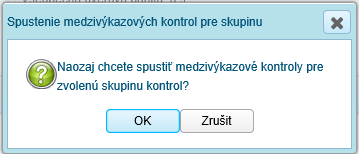 Spustenie medzivýkazových kontrol pre skupinu
Naozaj chcete spustiť medzivýkazové kontroly pre
zvolenú skupinu kontrol?
OK
Zrušit